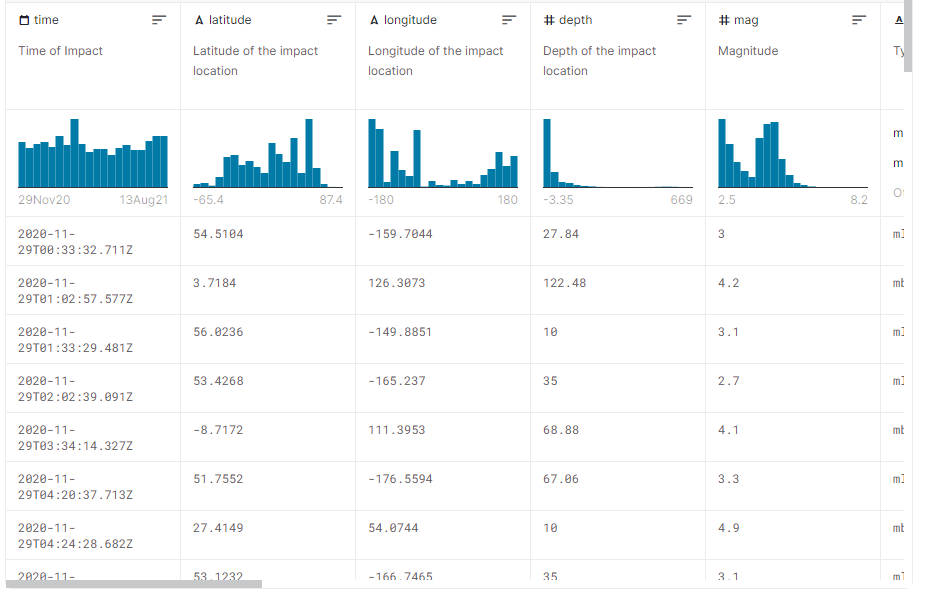 time latitude longitude depth mag
Time of Impact Latitude of the impact Longitude of the impact Depth of the impact Magnitude Ty
location location location
m
m
29Nov20 13Aug21 -65.4 87.4 -180 180 -3.35 669 2.5 8.2
2020-11- 54.5104 -159.7044 27.84 3 ml
29T00:33:32.711Z
2020-11- 3.7184 126.3073 122.48 4.2 mb
29T01:02:57.577Z
2020-11- 56.0236 -149.8851 10 3.1 ml
29T01:33:29.481Z
2020-11- 53.4268 -165.237 35 2.7 ml
29T02:02:39.091Z
2020-11- -8.7172 111.3953 68.88 4.1 mb
29T03:34:14.327Z
2020-11- 51.7552 -176.5594 67.06 3.3 ml
29T04:20:37.713Z
2020-11- 27.4149 54.0744 10 4.9 mb
29T04:24:28.682Z
2020-11- 53.1232 -166.7465 35 3.1 ml